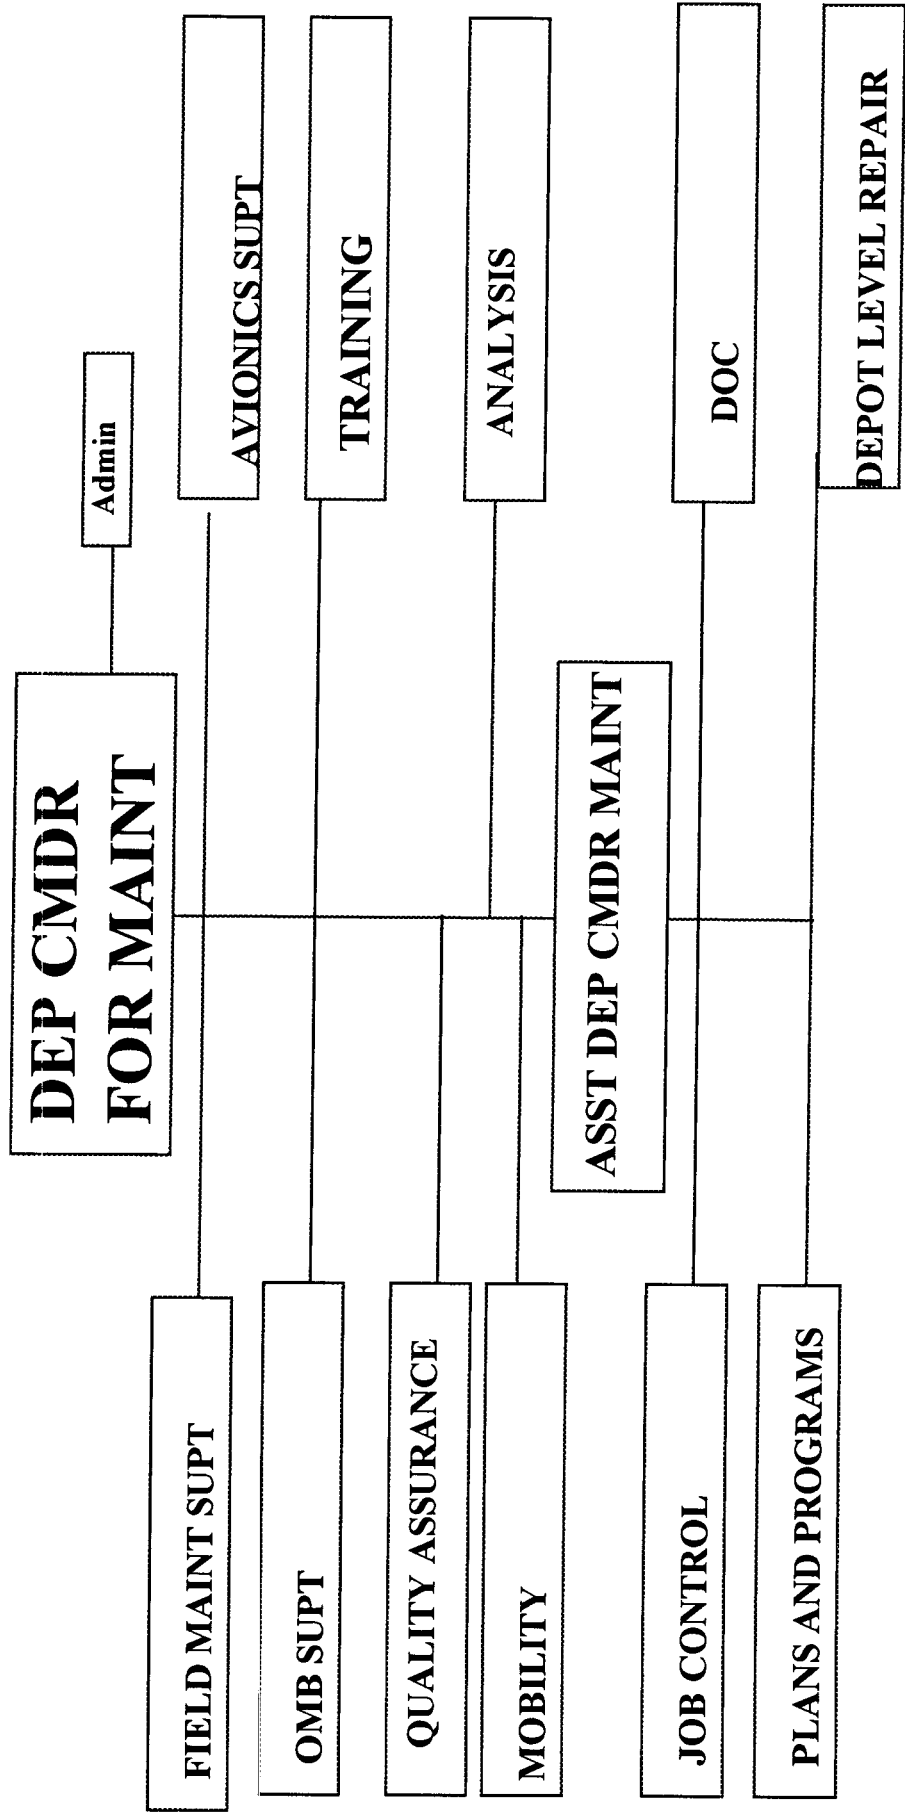 DEP CMDR
FOR MAINT
Admin
FIELD MAINT SUPT
AVIONICS SUPT
OMB SUPT
TRAINING
QUALITY ASSURANCE
ANALYSIS
MOBILITY
ASST DEP CMDR MAINT
JOB CONTROL
DOC
PLANS AND PROGRAMS
DEPOT LEVEL REPAIR